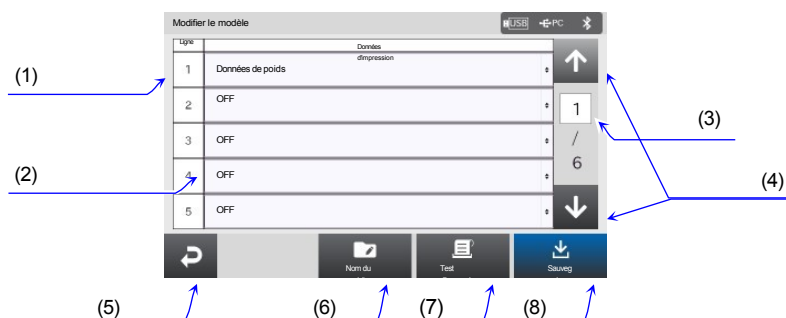 Modifier le modèle
USB PC
Ligne
Données
d'impression
1 Données de poids
2 OFF
3 OFF
4 OFF
5 OFF
1
/
6
Nom du
Test
Sauveg
(1)
(2)
(3)
(4)
(5)
(6)
(7)
(8)